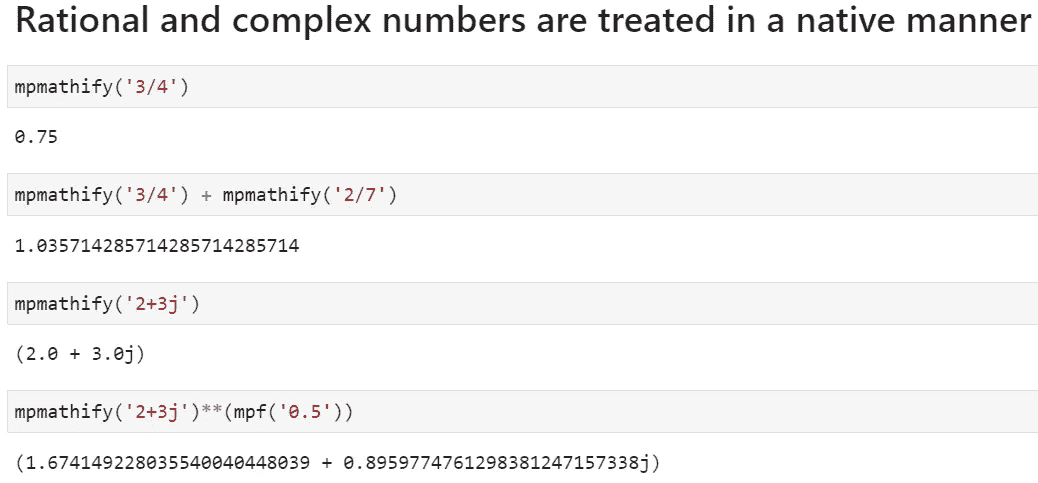 Rational and complex numbers are treated in a native manner
mpmathify('3/4')
0.75
mpmathify('3/4') + mpmathify('2/7')
1.035714285714285714285714
mpmathify('2+3j')
(2.0 + 3.0j)
mpmathify('2+3j')**(mpf('0.5'))
(1.674149228035540040448039 + 0.8959774761298381247157338j)